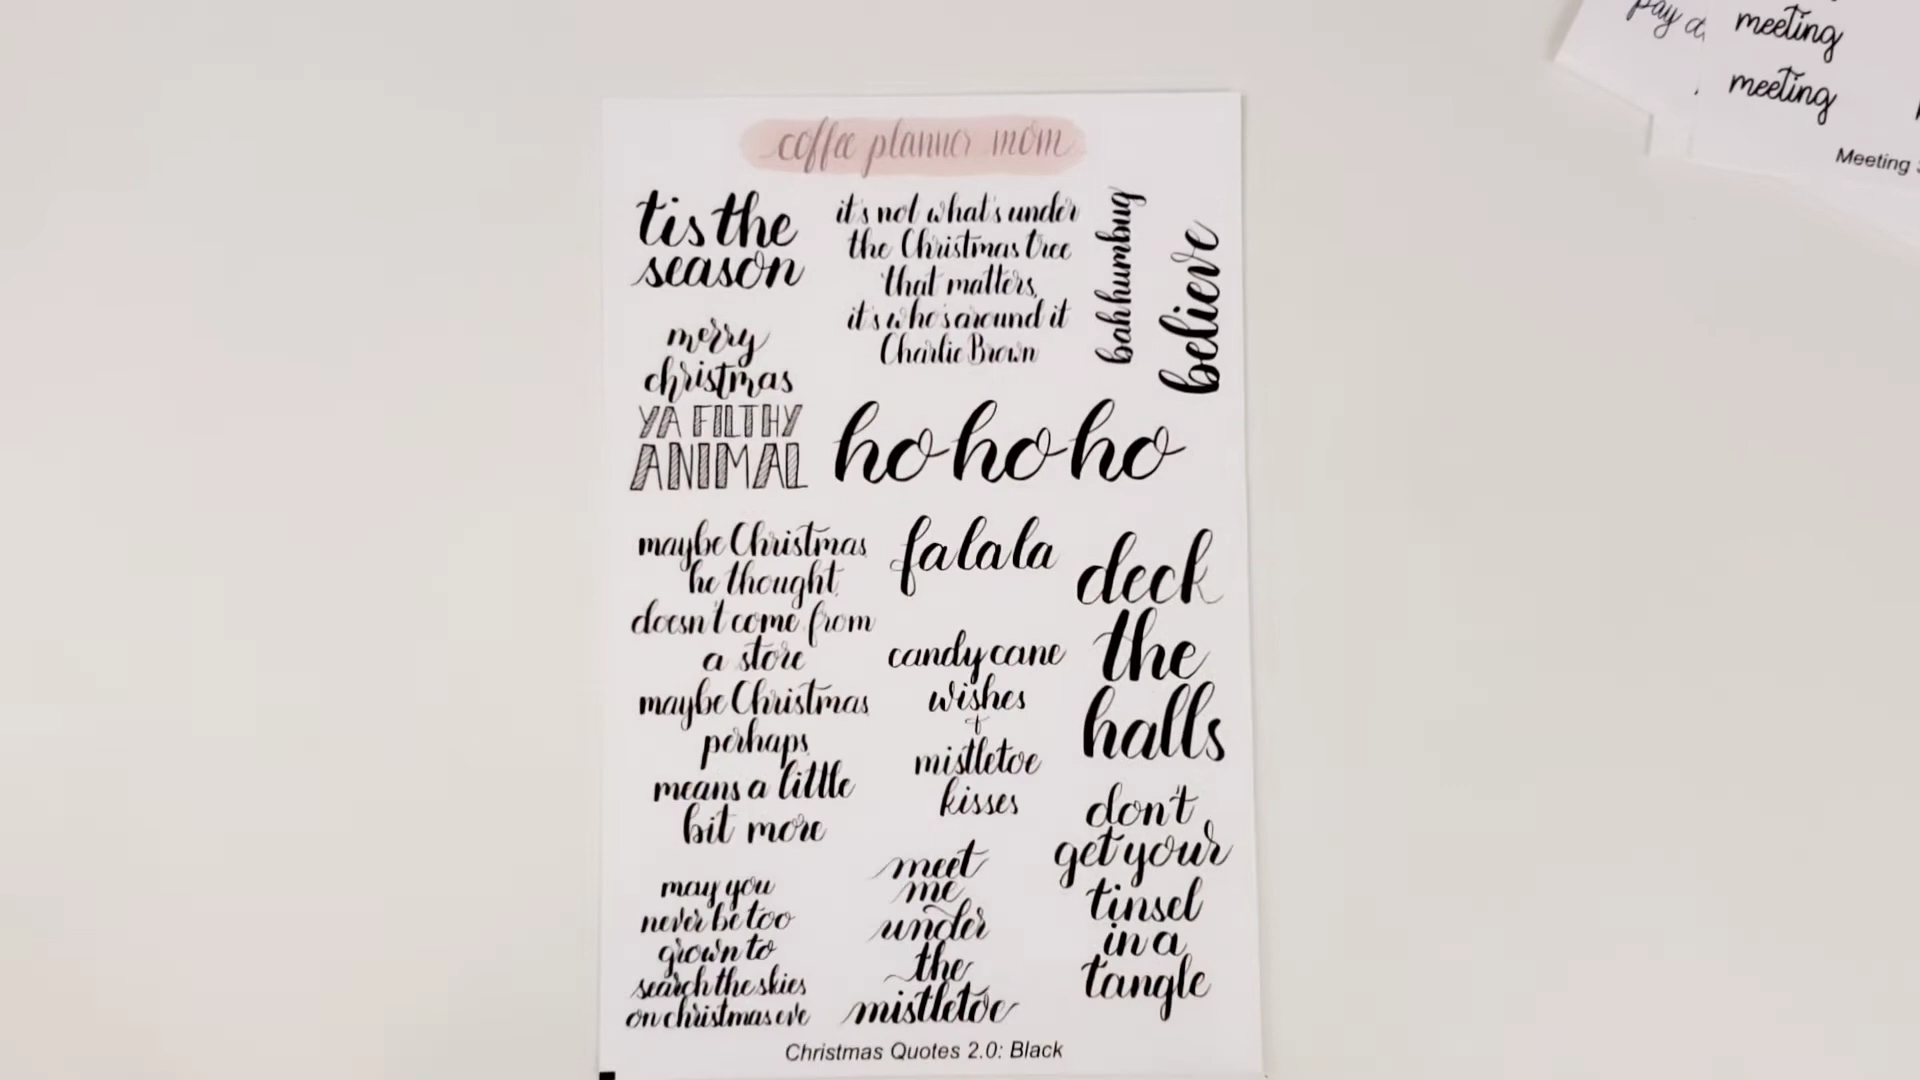 coffee planner mom
tis the
season
it's not what's under
the Christmas tree
that matters,
it's who's around it
Charlie Brown
bah humbug
believe
merry
christmas
YA FILTHY
ANIMAL
ho ho ho
maybe Christmas
he thought,
doesn't come from
a store
maybe Christmas
perhaps,
means a little
bit more
falala
candy cane
wishes
+
mistletoe
kisses
deck
the
halls
may you
never be too
grown to
search the skies
on christmas eve
meet
me
under
the
mistletoe
don't
get your
tinsel
in a
tangle
Christmas Quotes 2.0: Black
pay
meeting
meeting
Meeting